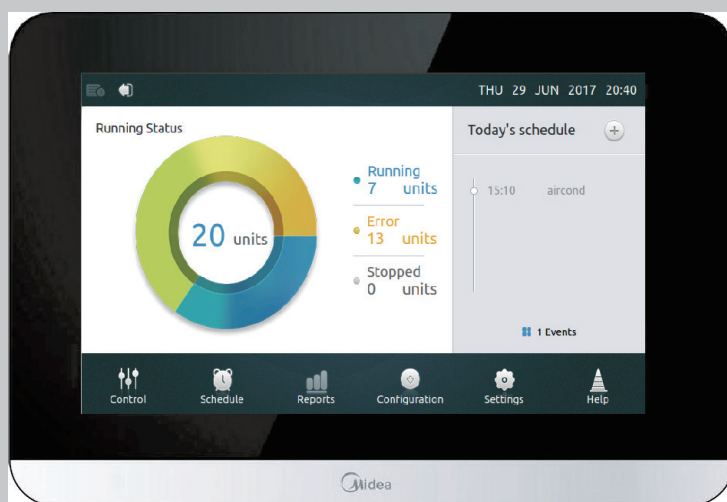 THU 29 JUN 2017 20:40
Running Status
20 units
Running
7 units
Error
13 units
Stopped
0 units
Today's schedule
15:10 aircond
1 Events
Control
Schedule
Reports
Configuration
Settings
Help
Midea